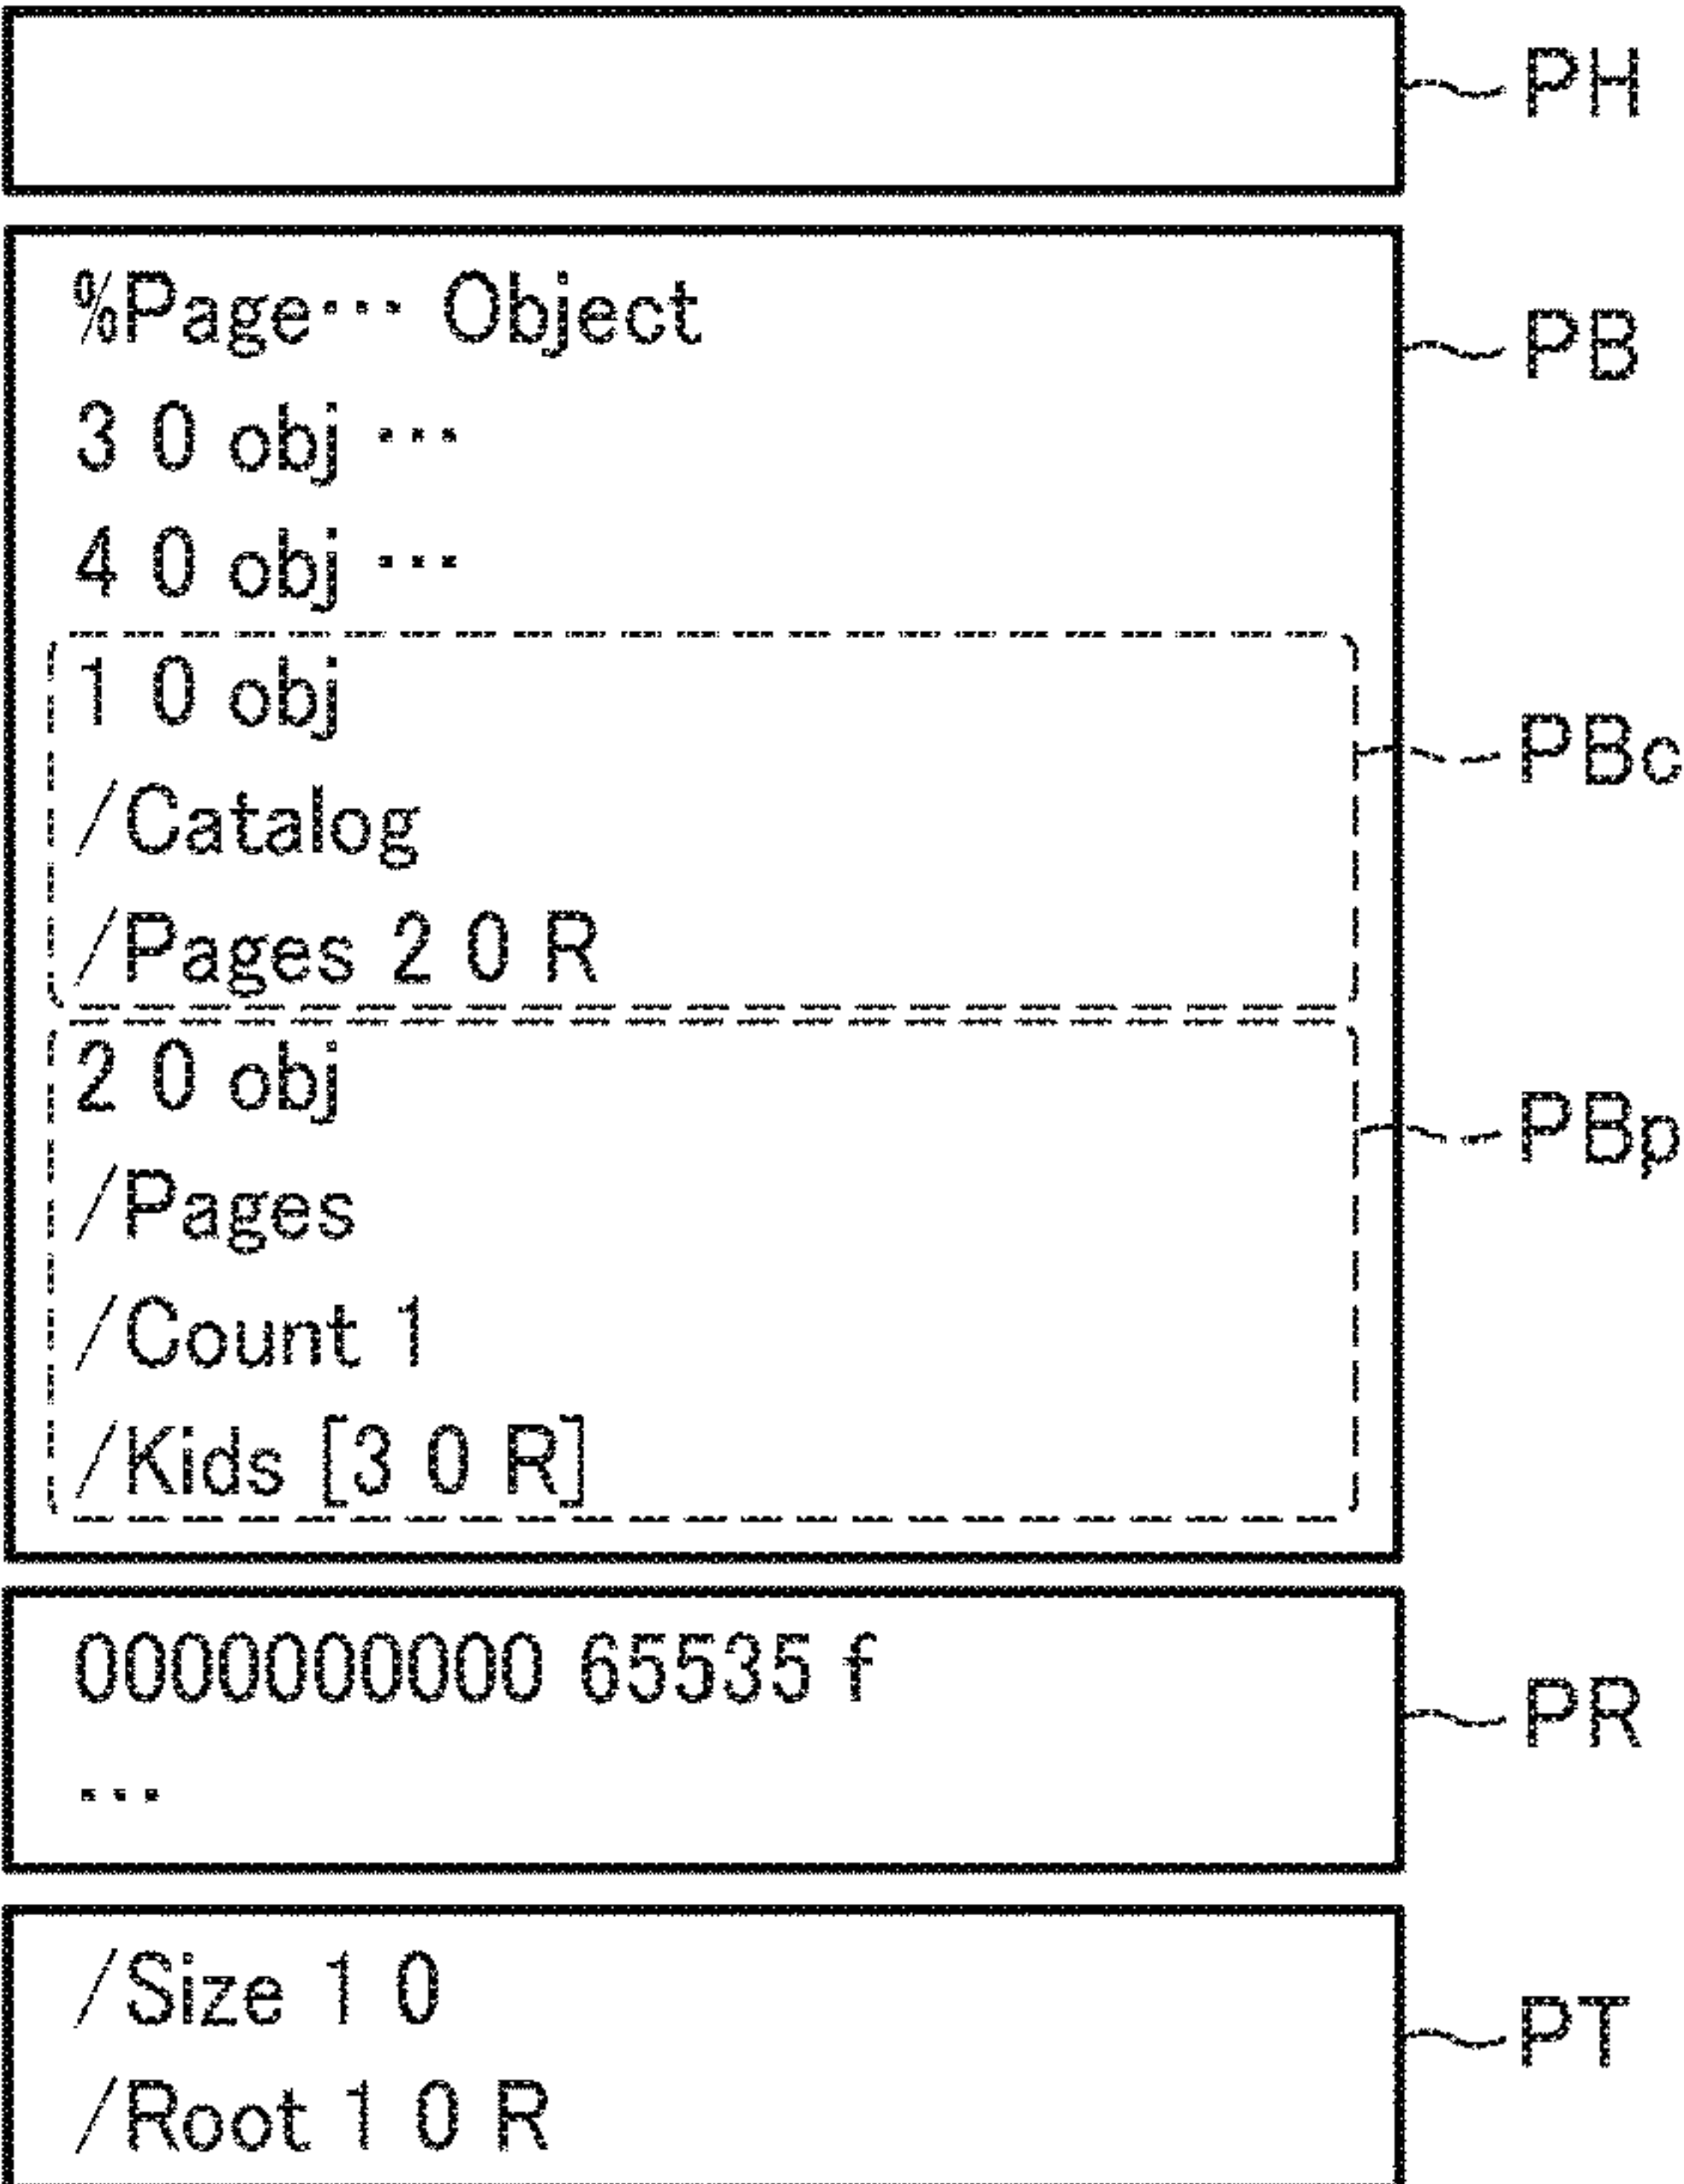 PH
%Page… Object
PB
3 0 obj …
4 0 obj …
1 0 obj
PBc
/Catalog
/Pages 2 0 R
2 0 obj
PBp
/Pages
/Count 1
/Kids [3 0 R]
0000000000 65535 f
PR
…
/Size 1 0
PT
/Root 1 0 R